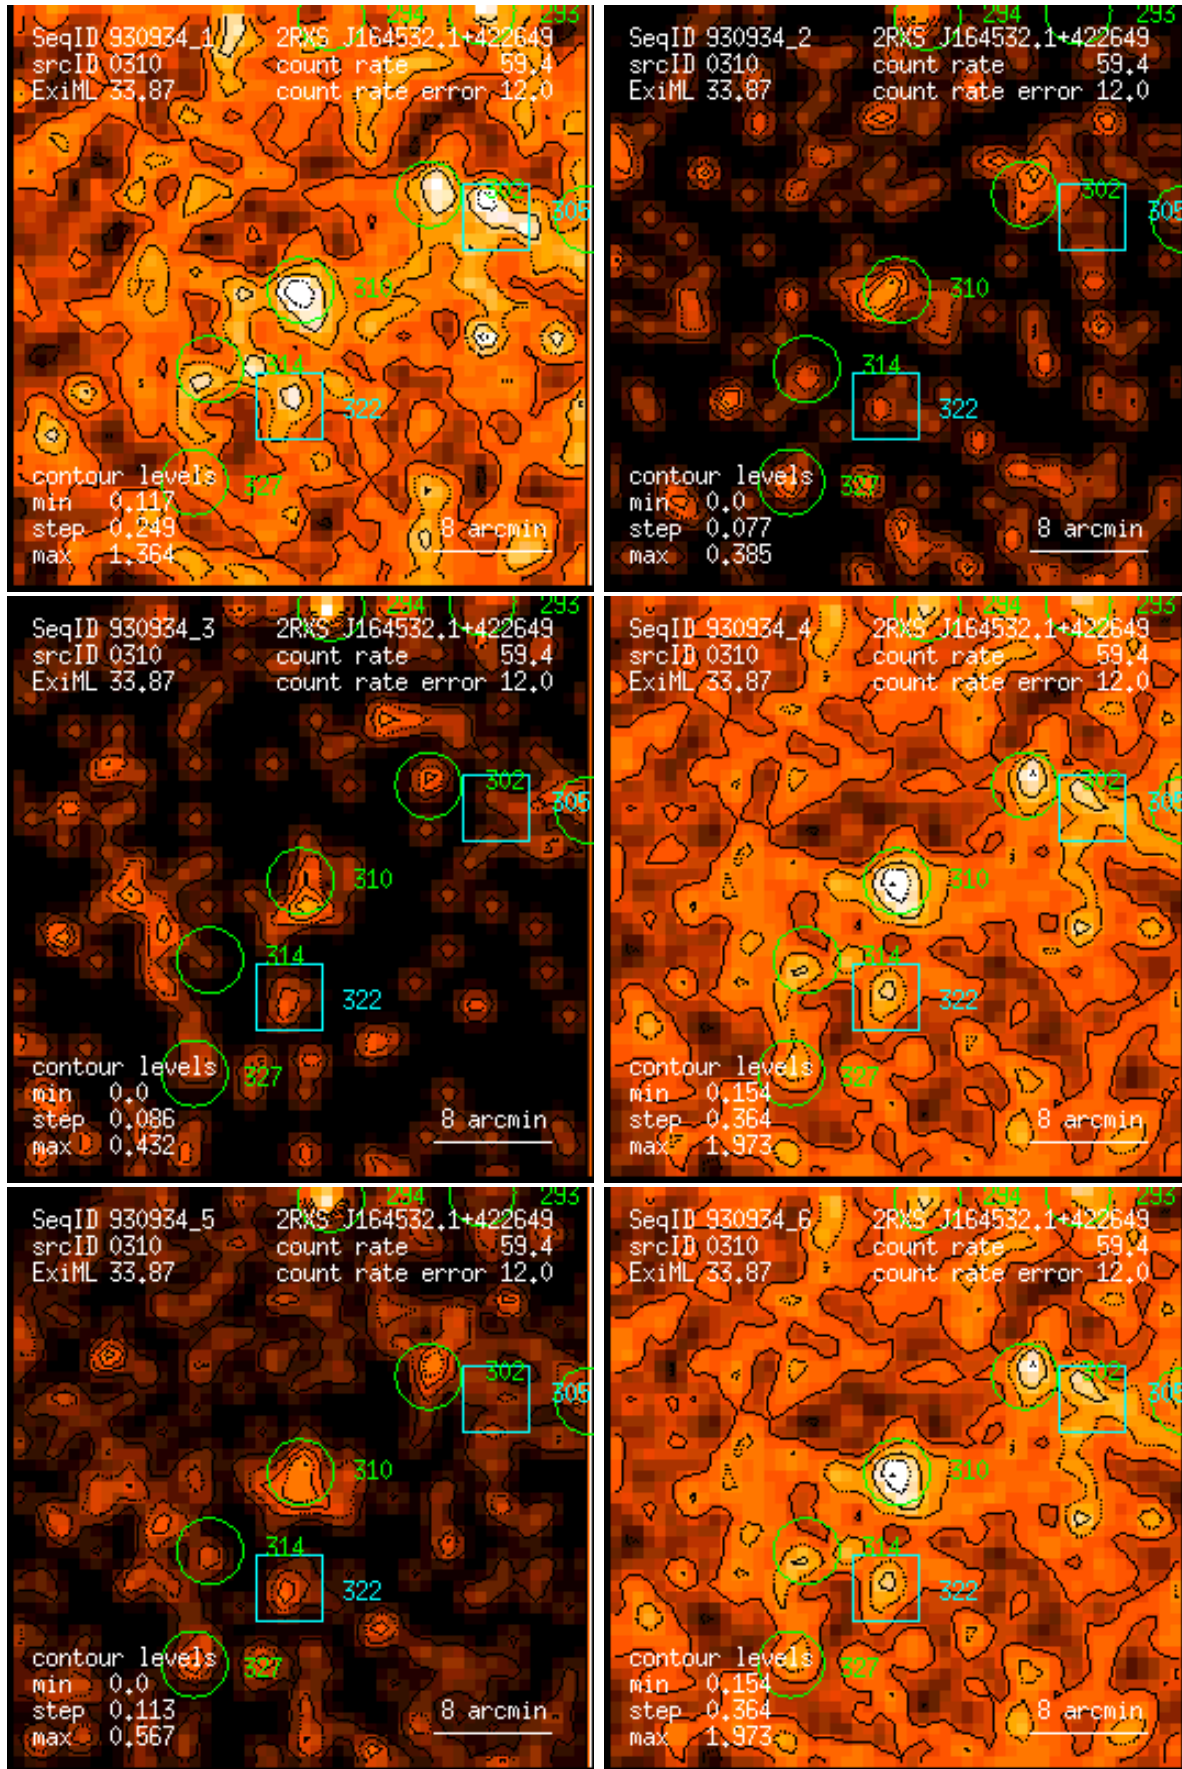 294 293
SeqID 930934_1 2RXS J164532.1+422649
srcID 0310 count rate 59.4
ExiML 33.87 count rate error 12.0
302
305
310
314
322
contour levels
327
min 0.117
step 0.249
max 1.364
8 arcmin
294 293
SeqID 930934_2 2RXS J164532.1+422649
srcID 0310 count rate 59.4
ExiML 33.87 count rate error 12.0
302
305
310
314
322
contour levels
327
min 0.0
step 0.077
max 0.385
8 arcmin
294 293
SeqID 930934_3 2RXS J164532.1+422649
srcID 0310 count rate 59.4
ExiML 33.87 count rate error 12.0
302
305
310
314
322
contour levels
327
min 0.0
step 0.086
max 0.432
8 arcmin
294 293
SeqID 930934_4 2RXS J164532.1+422649
srcID 0310 count rate 59.4
ExiML 33.87 count rate error 12.0
302
305
310
314
322
contour levels
327
min 0.154
step 0.364
max 1.973
8 arcmin
294 293
SeqID 930934_5 2RXS J164532.1+422649
srcID 0310 count rate 59.4
ExiML 33.87 count rate error 12.0
302
305
310
314
322
contour levels
327
min 0.0
step 0.113
max 0.567
8 arcmin
294 293
SeqID 930934_6 2RXS J164532.1+422649
srcID 0310 count rate 59.4
ExiML 33.87 count rate error 12.0
302
305
310
314
322
contour levels
327
min 0.154
step 0.364
max 1.973
8 arcmin